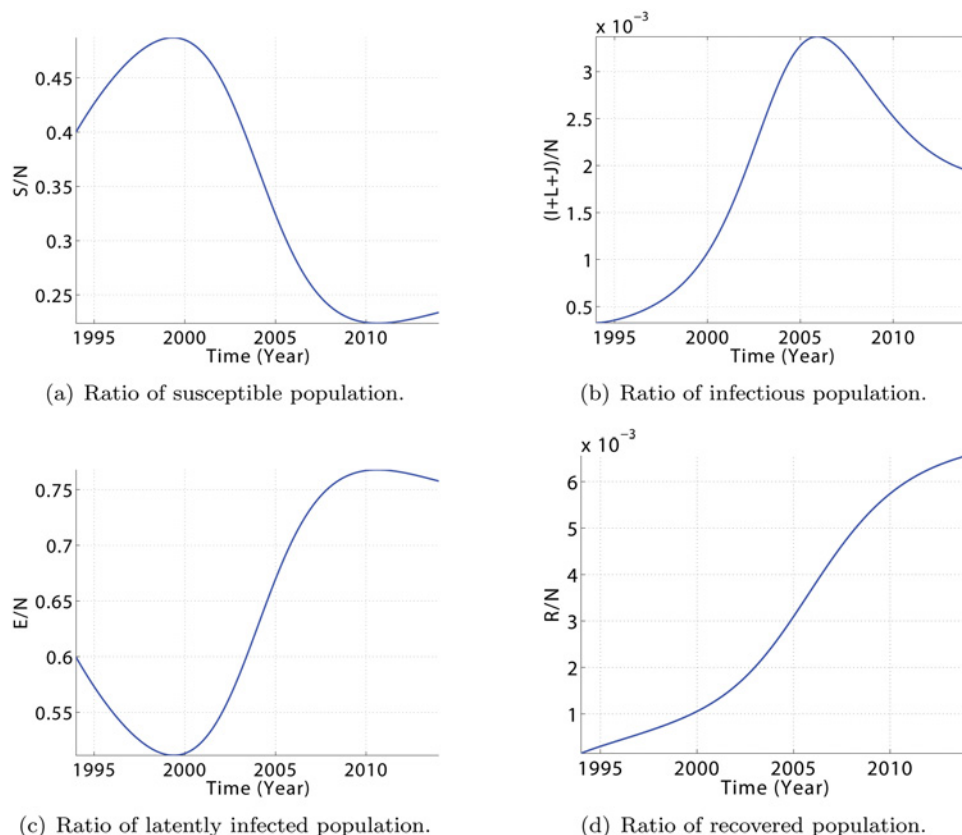 0.45
0.4
0.35
0.3
0.25
S/N
1995 2000 2005 2010
Time (Year)
(a) Ratio of susceptible population.
x 10⁻³
3
2.5
2
1.5
1
0.5
(I+L+J)/N
1995 2000 2005 2010
Time (Year)
(b) Ratio of infectious population.
0.75
0.7
0.65
0.6
0.55
E/N
1995 2000 2005 2010
Time (Year)
(c) Ratio of latently infected population.
x 10⁻³
6
5
4
3
2
1
R/N
1995 2000 2005 2010
Time (Year)
(d) Ratio of recovered population.